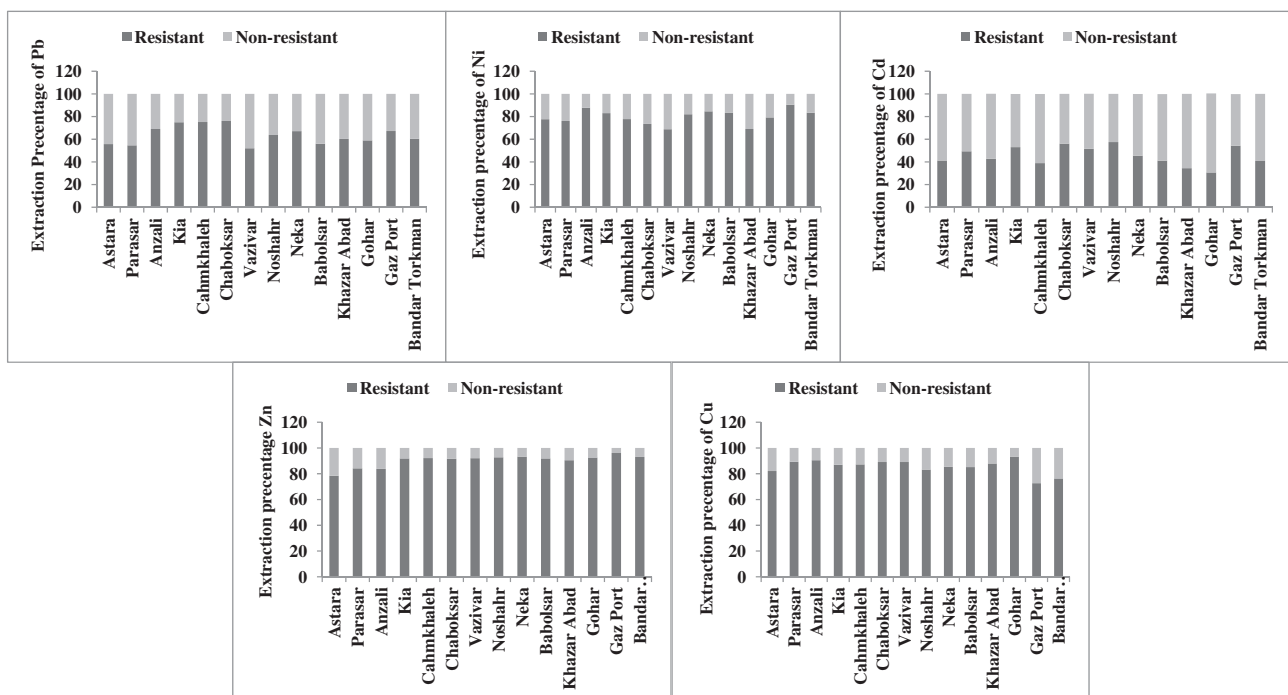 Resistant Non-resistant
Extraction Precentage of Pb
120
100
80
60
40
20
0
Astara
Parasar
Anzali
Kia
Cahmkhaleh
Chaboksar
Vazivar
Noshahr
Neka
Babolsar
Khazar Abad
Gohar
Gaz Port
Bandar Torkman
Resistant Non-resistant
Extraction precentage of Ni
120
100
80
60
40
20
0
Astara
Parasar
Anzali
Kia
Cahmkhaleh
Chaboksar
Vazivar
Noshahr
Neka
Babolsar
Khazar Abad
Gohar
Gaz Port
Bandar Torkman
Resistant Non-resistant
Extraction precentage of Cd
120
100
80
60
40
20
0
Astara
Parasar
Anzali
Kia
Cahmkhaleh
Chaboksar
Vazivar
Noshahr
Neka
Babolsar
Khazar Abad
Gohar
Gaz Port
Bandar Torkman
Resistant Non-resistant
Extraction precentage Zn
120
100
80
60
40
20
0
Astara
Parasar
Anzali
Kia
Cahmkhaleh
Chaboksar
Vazivar
Noshahr
Neka
Babolsar
Khazar Abad
Gohar
Gaz Port
Bandar…
Resistant Non-resistant
Extraction precentage of Cu
120
100
80
60
40
20
0
Astara
Parasar
Anzali
Kia
Cahmkhaleh
Chaboksar
Vazivar
Noshahr
Neka
Babolsar
Khazar Abad
Gohar
Gaz Port
Bandar…